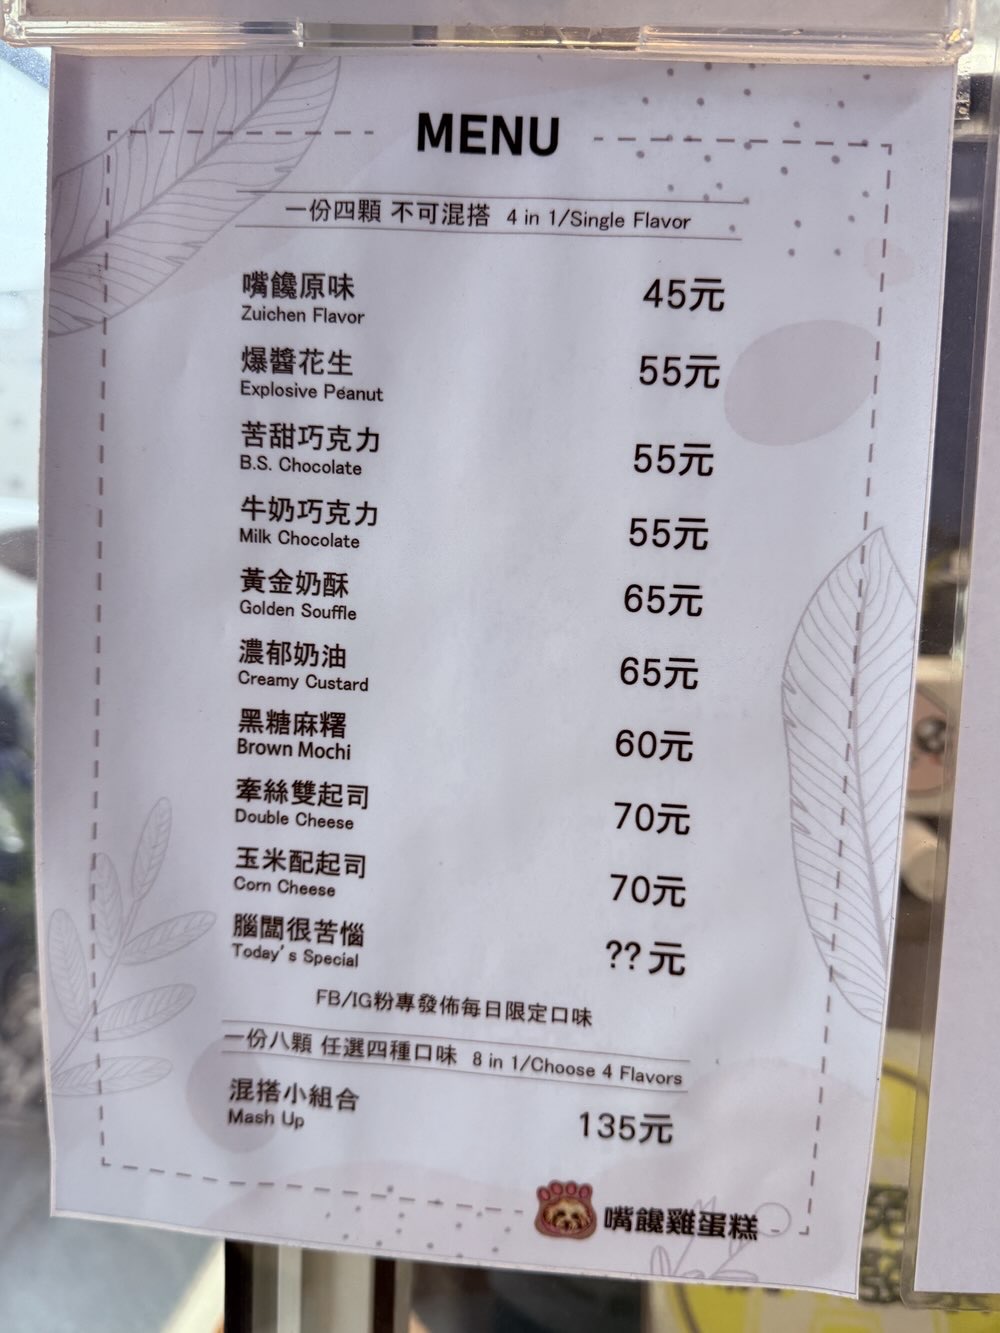 MENU
一份四顆 不可混搭 4 in 1/Single Flavor
嘴饞原味 45元
Zuichen Flavor
爆醬花生 55元
Explosive Peanut
苦甜巧克力 55元
B.S. Chocolate
牛奶巧克力 55元
Milk Chocolate
黃金奶酥 65元
Golden Souffle
濃郁奶油 65元
Creamy Custard
黑糖麻糬 60元
Brown Mochi
牽絲雙起司 70元
Double Cheese
玉米配起司 70元
Corn Cheese
腦闆很苦惱 ??元
Today's Special
FB/IG粉專發佈每日限定口味
一份八顆 任選四種口味 8 in 1/Choose 4 Flavors
混搭小組合 135元
Mash Up
嘴饞雞蛋糕